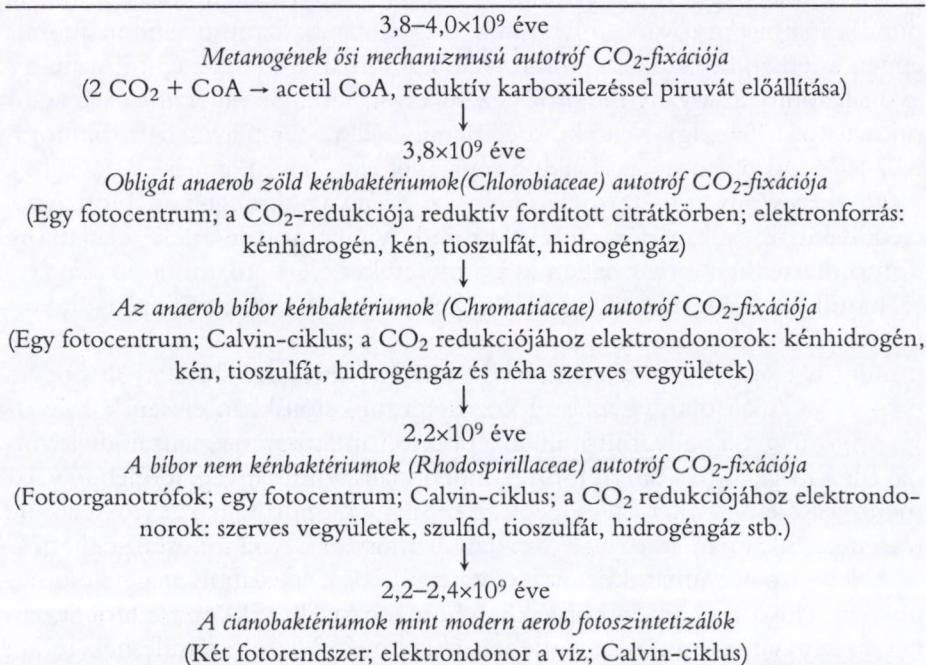 3,8–4,0×10⁹ éve
Metanogének ősi mechanizmusú autotróf CO₂-fixációja
(2 CO₂ + CoA → acetil CoA, reduktív karboxilezéssel piruvát előállítása)
3,8×10⁹ éve
Obligát anaerob zöld kénbaktériumok(Chlorobiaceae) autotróf CO₂-fixációja
(Egy fotocentrum; a CO₂-redukciója reduktív fordított citrátkörben; elektronforrás:
kénhidrogén, kén, tioszulfát, hidrogéngáz)
Az anaerob bíbor kénbaktériumok (Chromatiaceae) autotróf CO₂-fixációja
(Egy fotocentrum; Calvin-ciklus; a CO₂ redukciójához elektrondonorok: kénhidrogén,
kén, tioszulfát, hidrogéngáz és néha szerves vegyületek)
2,2×10⁹ éve
A bíbor nem kénbaktériumok (Rhodospirillaceae) autotróf CO₂-fixációja
(Fotoorganotrófok; egy fotocentrum; Calvin-ciklus; a CO₂ redukciójához elektrondo-
norok: szerves vegyületek, szulfid, tioszulfát, hidrogéngáz stb.)
2,2–2,4×10⁹ éve
A cianobaktériumok mint modern aerob fotoszintetizálók
(Két fotorendszer; elektrondonor a víz; Calvin-ciklus)